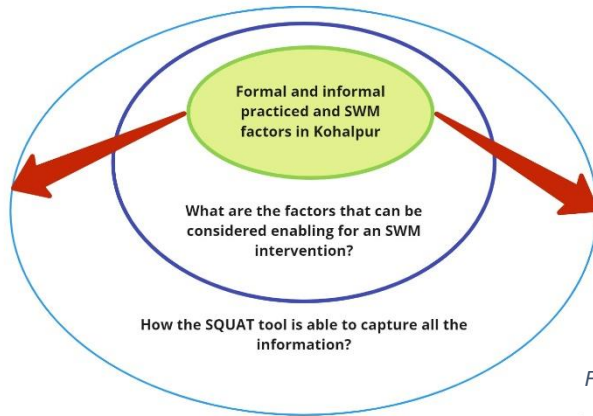 Formal and informal
practiced and SWM
factors in Kohalpur
What are the factors that can be
considered enabling for an SWM
intervention?
How the SQUAT tool is able to capture all the
information?
F